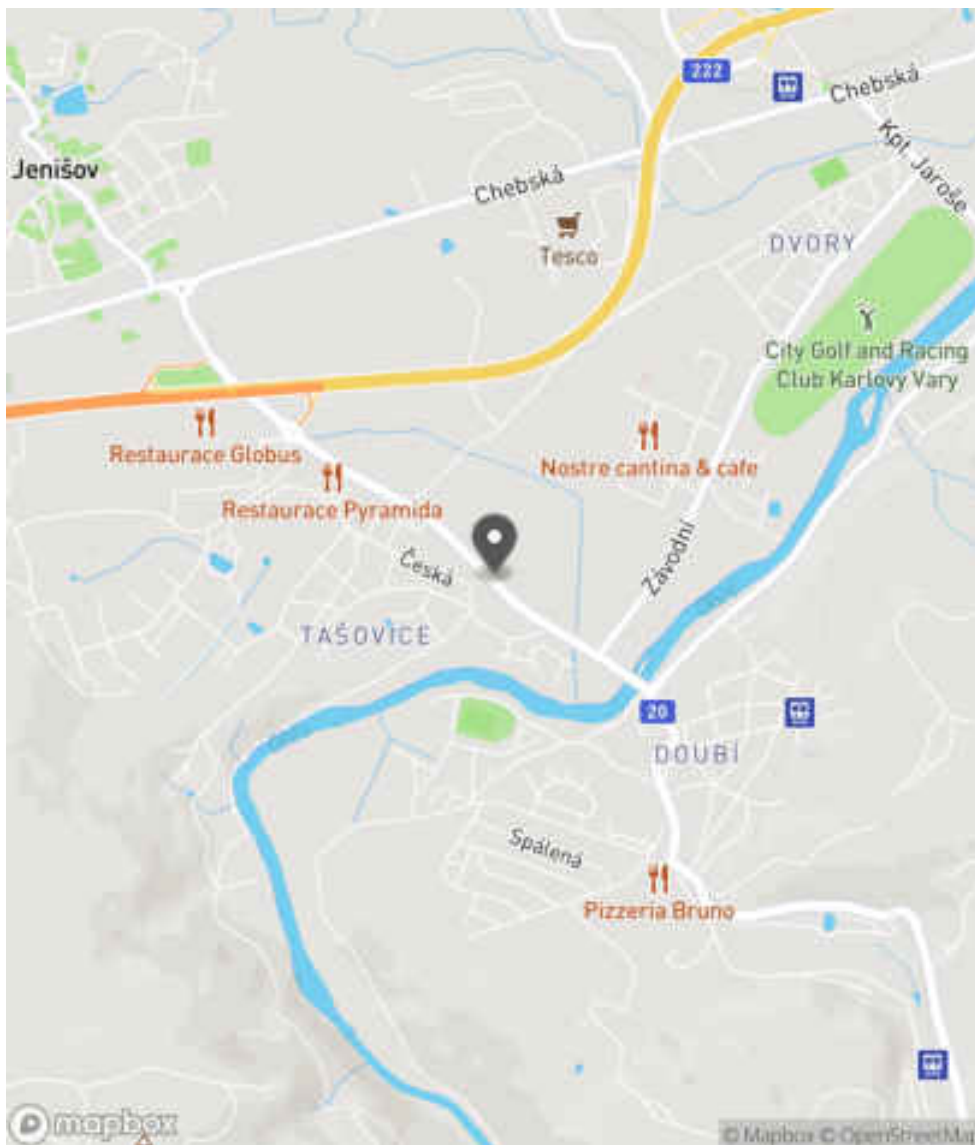 222
Chebská
Kpt. Jaroše
Jenišov
Chebská
Tesco
DVORY
City Golf and Racing
Club Karlovy Vary
Restaurace Globus
Nostre cantina & cafe
Restaurace Pyramida
Česká
Závodní
TAŠOVICE
20
DOUBÍ
Spálená
Pizzeria Bruno
mapbox
© Mapbox © OpenStreetMap